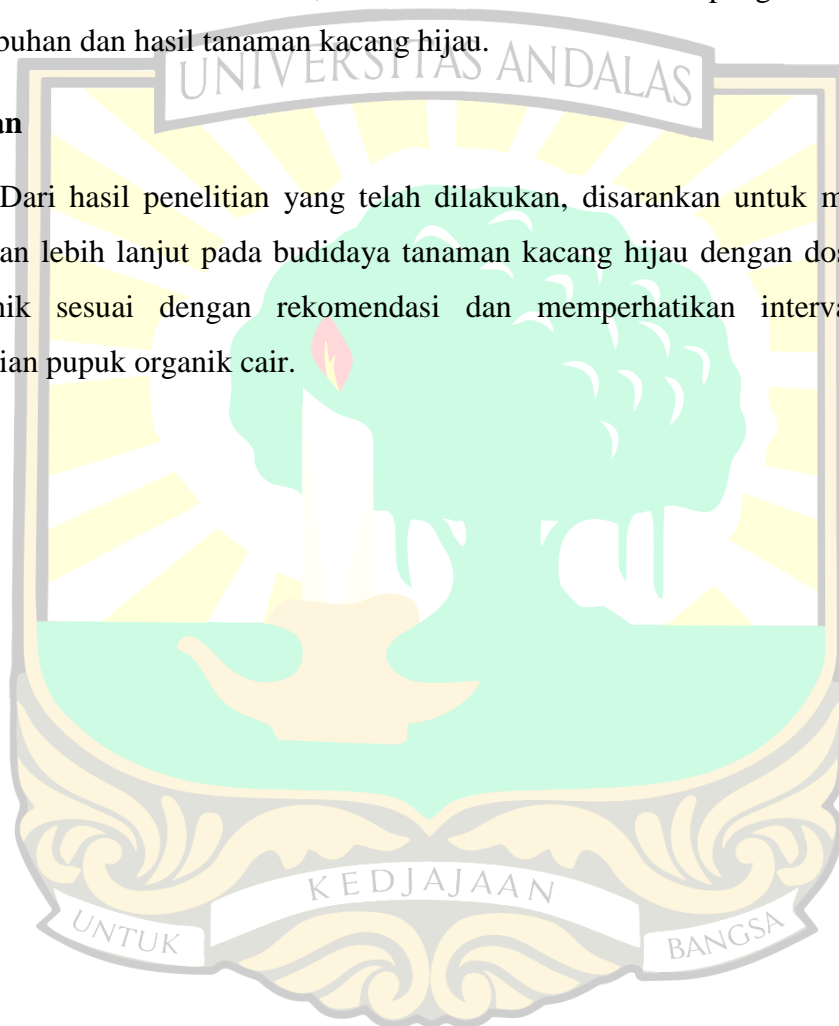 buhan dan hasil tanaman kacang hijau.
UNIVERSITAS ANDALAS
an
Dari hasil penelitian yang telah dilakukan, disarankan untuk m
an lebih lanjut pada budidaya tanaman kacang hijau dengan dos
nik sesuai dengan rekomendasi dan memperhatikan interva
ian pupuk organik cair.
KEDJAJAAN
UNTUK
BANGSA